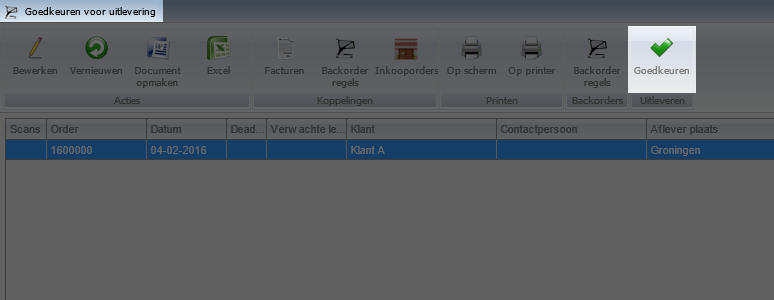 Goedkeuren voor uitlevering
Bewerken Vernieuwen Document opmaken Excel Facturen Backorder regels Inkooporders Op scherm Op printer Backorder regels Goedkeuren
Acties Koppelingen Printen Backorders Uitleveren
Scans Order Datum Dead... Verwachte le... Klant Contactpersoon Aflever plaats
1600000 04-02-2016 Klant A Groningen